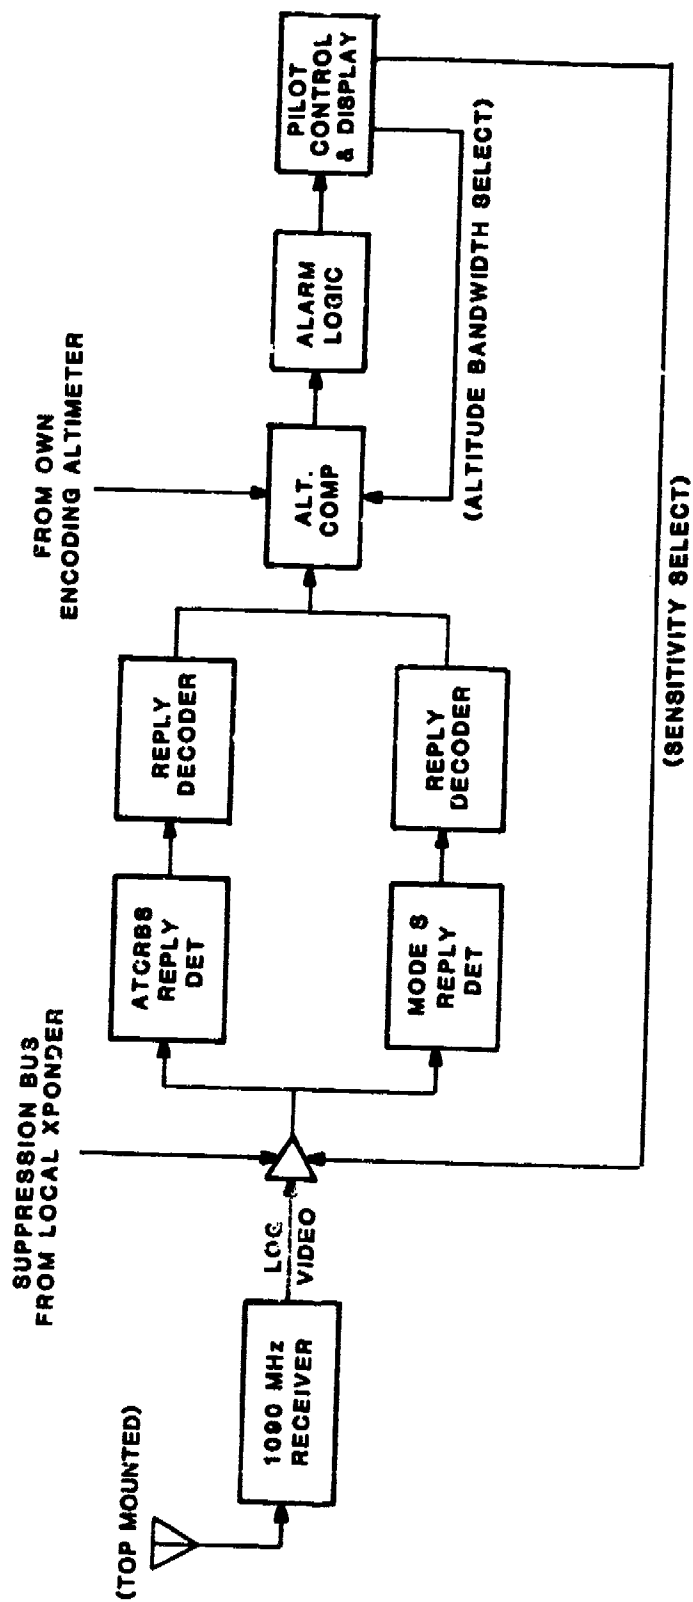 (TOP MOUNTED)
1090 MHz
RECEIVER
LOG
VIDEO
SUPPRESSION BUS
FROM LOCAL XPONDER
ATCRBS
REPLY
DET
REPLY
DECODER
MODE S
REPLY
DET
REPLY
DECODER
FROM OWN
ENCODING ALTIMETER
ALT.
COMP
ALARM
LOGIC
PILOT
CONTROL
& DISPLAY
(ALTITUDE BANDWIDTH SELECT)
(SENSITIVITY SELECT)